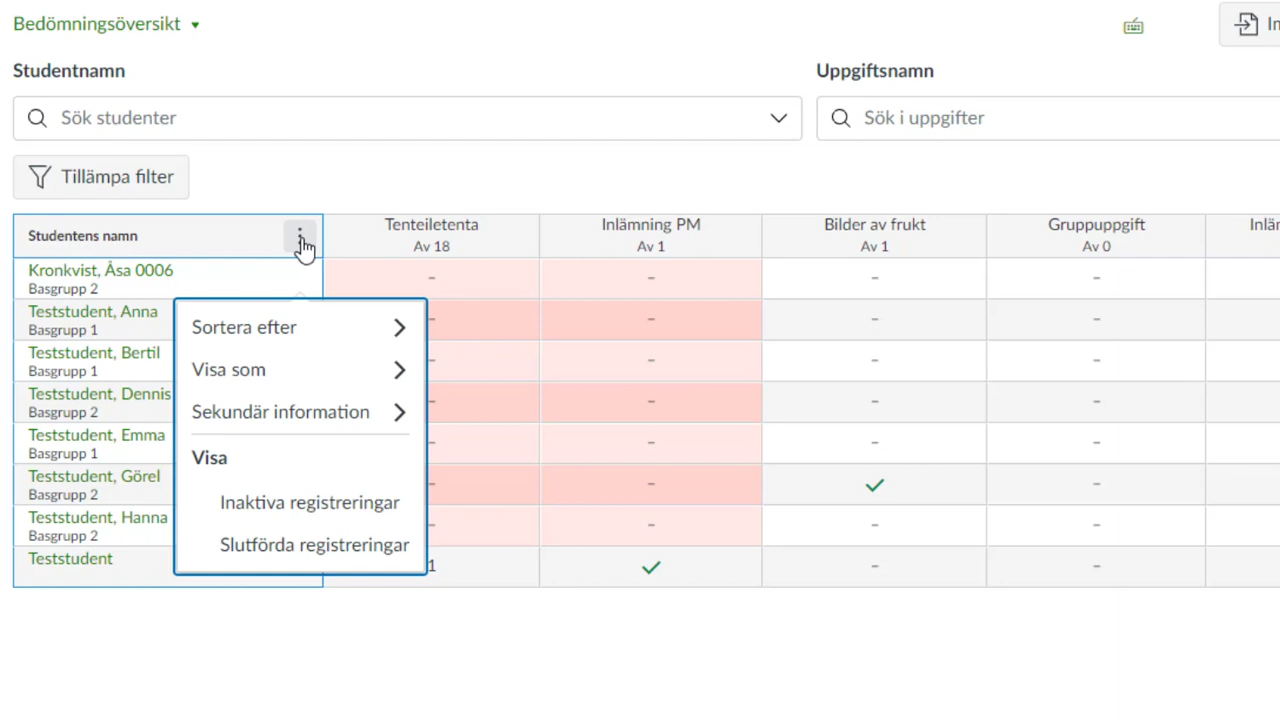 Bedömningsöversikt
Studentnamn
Uppgiftsnamn
Sök studenter
Sök i uppgifter
Tillämpa filter
Studentens namn
Tenteiletenta
Av 18
Inlämning PM
Av 1
Bilder av frukt
Av 1
Gruppuppgift
Av 0
Kronkvist, Åsa 0006
Basgrupp 2
– – – –
Teststudent, Anna
Basgrupp 1
– – – –
Teststudent, Bertil
Basgrupp 1
– – – –
Teststudent, Dennis
Basgrupp 2
– – – –
Teststudent, Emma
Basgrupp 1
– – – –
Teststudent, Görel
Basgrupp 2
– – –
Teststudent, Hanna
Basgrupp 2
– – – –
Teststudent
1 – –
Sortera efter
Visa som
Sekundär information
Visa
Inaktiva registreringar
Slutförda registreringar